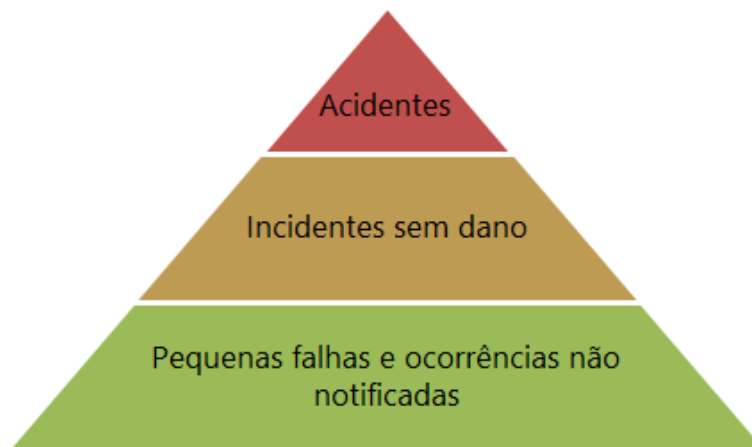 Acidentes
Incidentes sem dano
Pequenas falhas e ocorrências não
notificadas